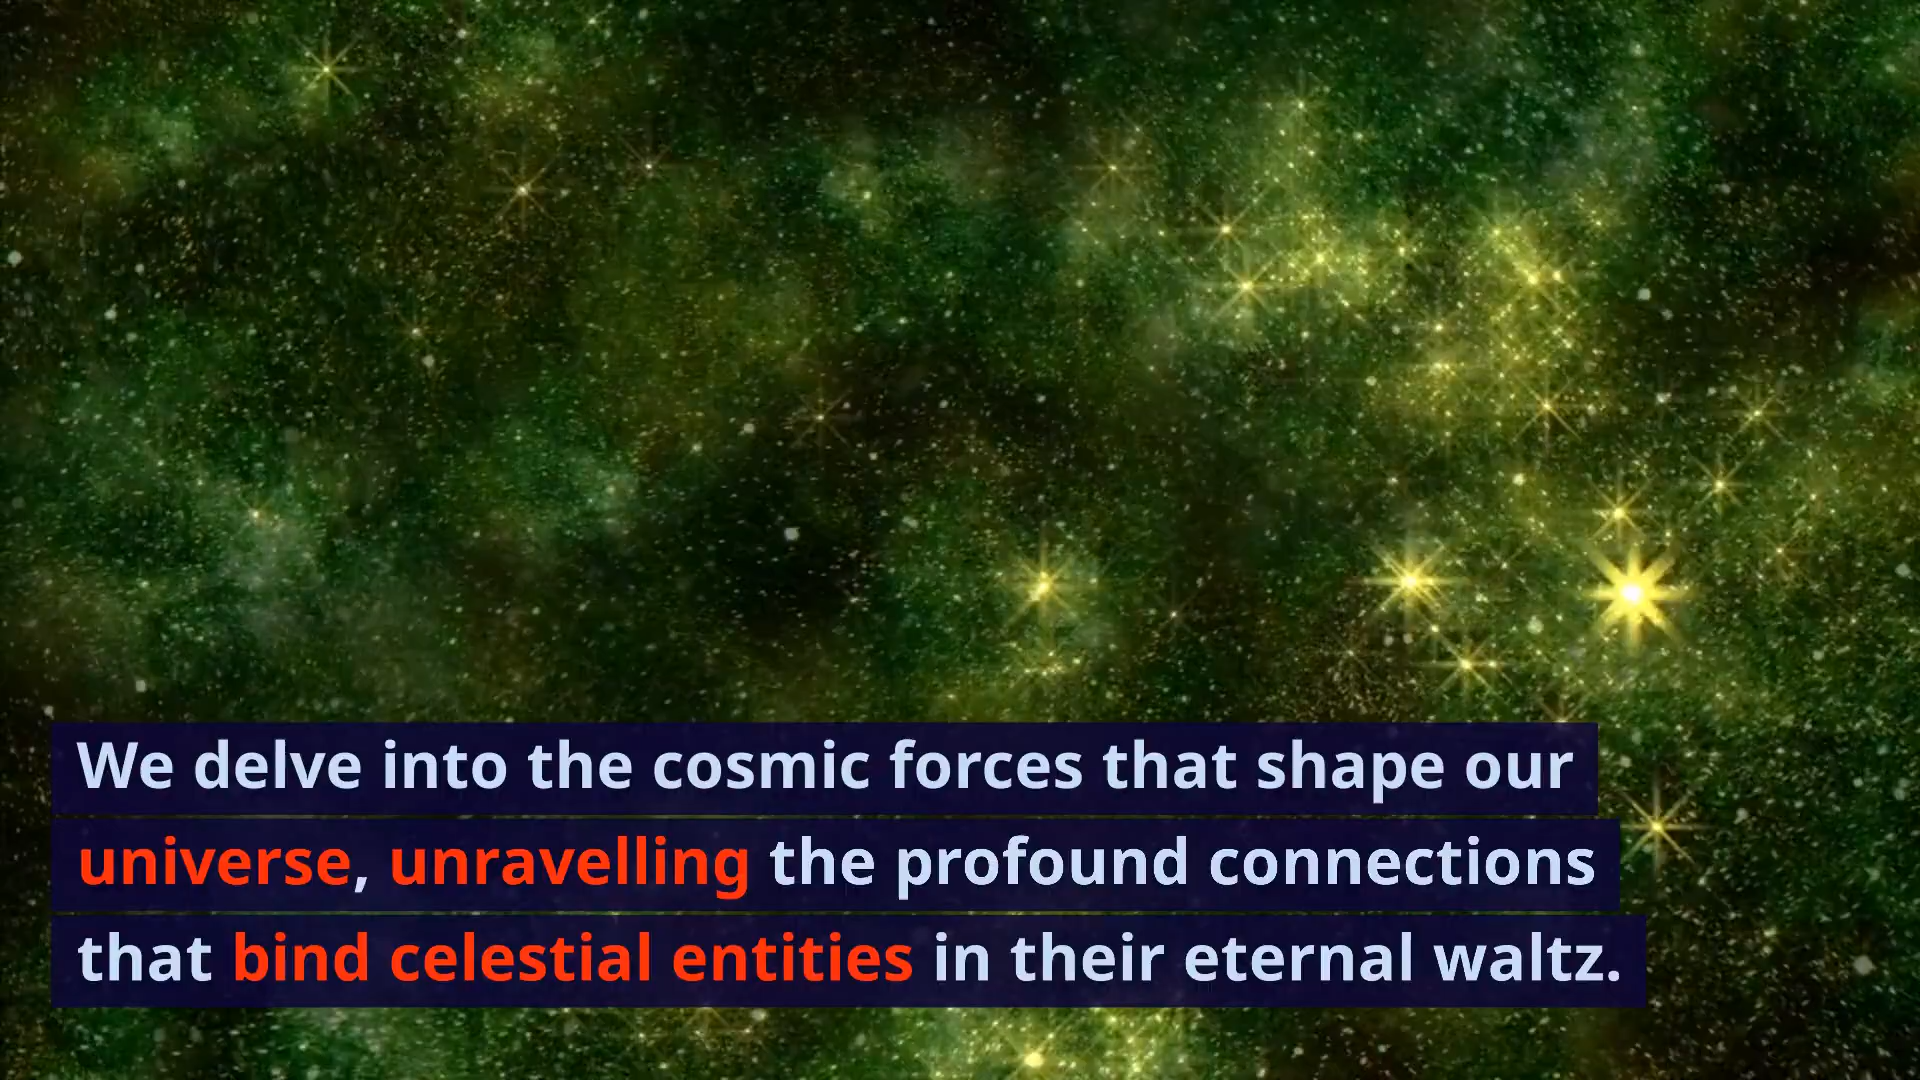 We delve into the cosmic forces that shape our
universe, unravelling the profound connections
that bind celestial entities in their eternal waltz.